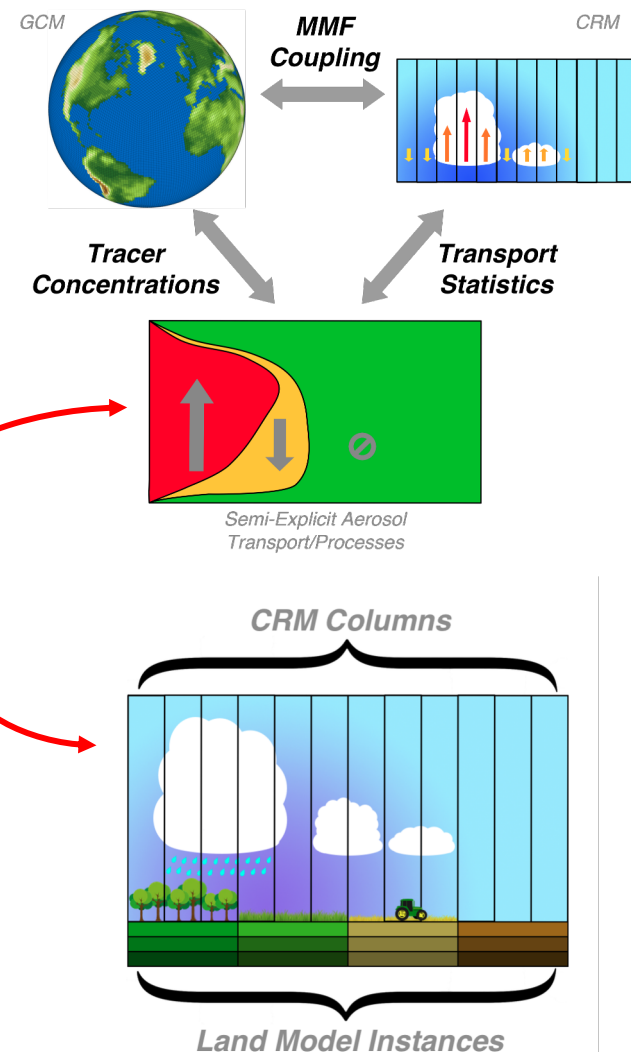 GCM
MMF
Coupling
CRM
Tracer
Concentrations
Transport
Statistics
Semi-Explicit Aerosol
Transport/Processes
CRM Columns
Land Model Instances